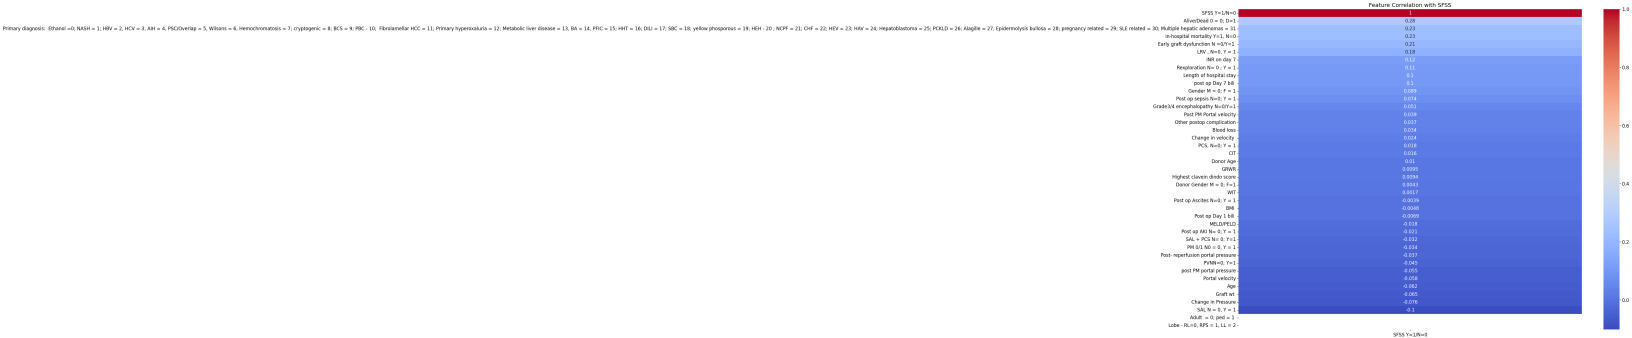 Feature Correlation with SFSS
SFSS Y=1/N=0 1
Alive/Dead 0 = 0; D=1 0.28
Primary diagnosis: Ethanol =0; NASH = 1; HBV = 2, HCV = 3, AIH = 4, PSC/Overlap = 5, Wilsons = 6, Hemochromatosis = 7; cryptogenic = 8; BCS = 9; PBC - 10; Fibrolamellar HCC = 11; Primary hyperoxaluria = 12; Metabolic liver disease = 13, BA = 14, PFIC = 15; HHT = 16; DILI = 17; SBC = 18; yellow phosporous = 19; HEH - 20 ; NCPF = 21; CHF = 22; HEV = 23; HAV = 24; Hepatoblastoma = 25; PCKLD = 26; Alagille = 27, Epidermolysis bullosa = 28; pregnancy related = 29; SLE related = 30; Multiple hepatic adenomas = 31 0.23
In-hospital mortality Y=1, N=0 0.23
Early graft dysfunction N =0/Y=1 0.21
LRV , N=0, Y = 1 0.18
INR on day 7 0.12
Rexploration N= 0 ; Y = 1 0.11
Length of hospital stay 0.1
post op Day 7 bili 0.1
Gender M = 0; F = 1 0.089
Post op sepsis N=0; Y = 1 0.074
Grade3/4 encephalopathy N=0/Y=1 0.051
Post PM Portal velocity 0.039
Other postop complication 0.037
Blood loss 0.034
Change in velocity 0.024
PCS, N=0; Y = 1 0.018
CIT 0.016
Donor Age 0.01
GRWR 0.0095
Highest clavein dindo score 0.0094
Donor Gender M = 0; F=1 0.0043
WIT 0.0017
Post op Ascites N=0; Y = 1 -0.0039
BMI -0.0048
Post op Day 1 bili -0.0069
MELD/PELD -0.018
Post op AKI N= 0; Y = 1 -0.021
SAL + PCS N= 0; Y=1 -0.032
PM 0/1 N0 = 0, Y = 1 -0.034
Post- reperfusion portal pressure -0.037
PVNN=0; Y=1 -0.045
post PM portal pressure -0.055
Portal velocity -0.058
Age -0.062
Graft wt -0.065
Change in Pressure -0.076
SAL N = 0, Y = 1 -0.1
Adult = 0; ped = 1
Lobe - RL=0, RPS = 1, LL = 2
SFSS Y=1/N=0
1.0
0.8
0.6
0.4
0.2
0.0